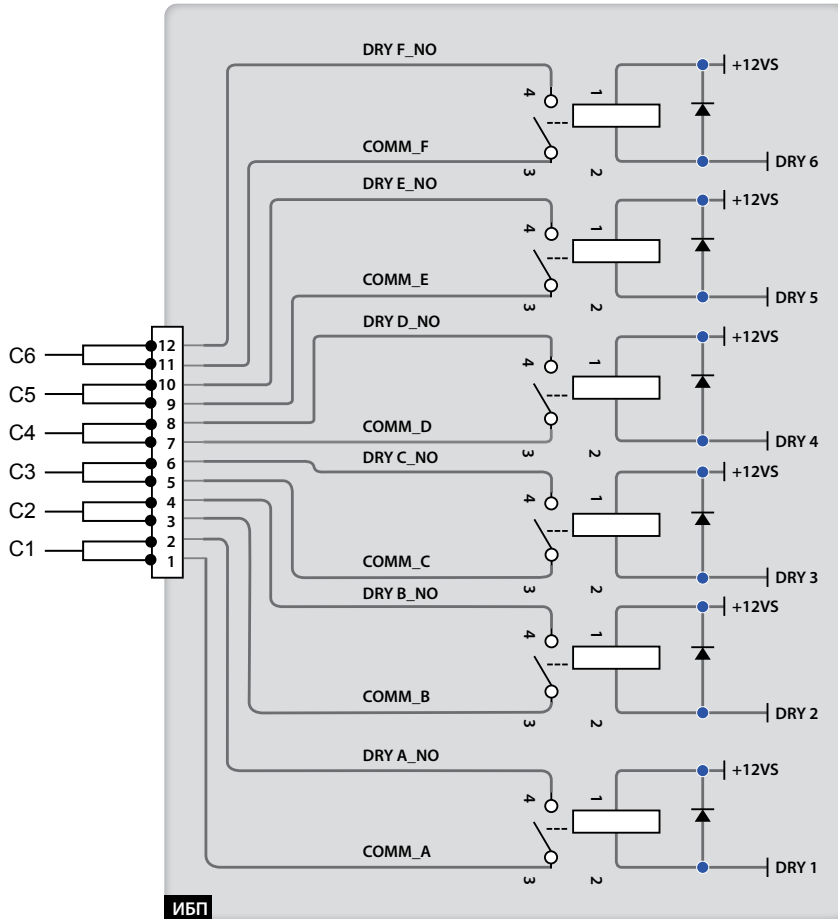 DRY F_NO
4 1 +12VS
COMM_F
3 2 DRY 6
DRY E_NO
4 1 +12VS
COMM_E
3 2 DRY 5
DRY D_NO
4 1 +12VS
COMM_D
3 2 DRY 4
DRY C_NO
4 1 +12VS
COMM_C
3 2 DRY 3
DRY B_NO
4 1 +12VS
COMM_B
3 2 DRY 2
DRY A_NO
4 1 +12VS
COMM_A
3 2 DRY 1
C6
C5
C4
C3
C2
C1
12
11
10
9
8
7
6
5
4
3
2
1
ИБП